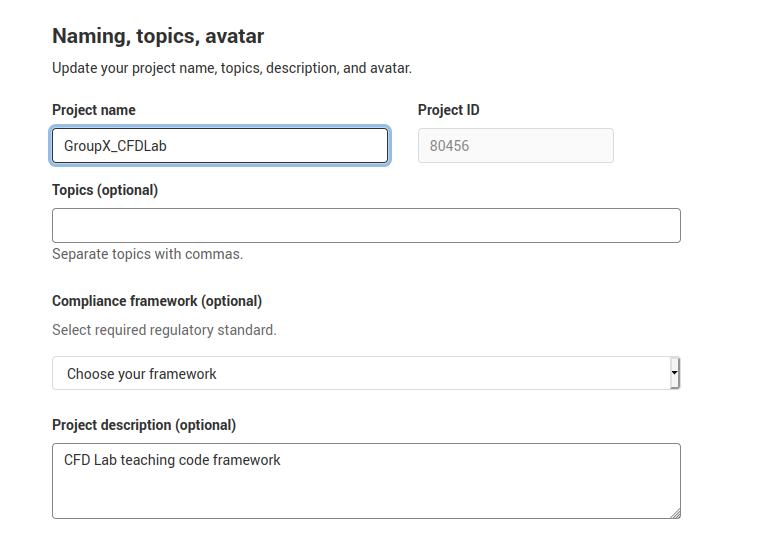 Naming, topics, avatar
Update your project name, topics, description, and avatar.
Project name
Project ID
GroupX_CFDLab
80456
Topics (optional)
Separate topics with commas.
Compliance framework (optional)
Select required regulatory standard.
Choose your framework
Project description (optional)
CFD Lab teaching code framework